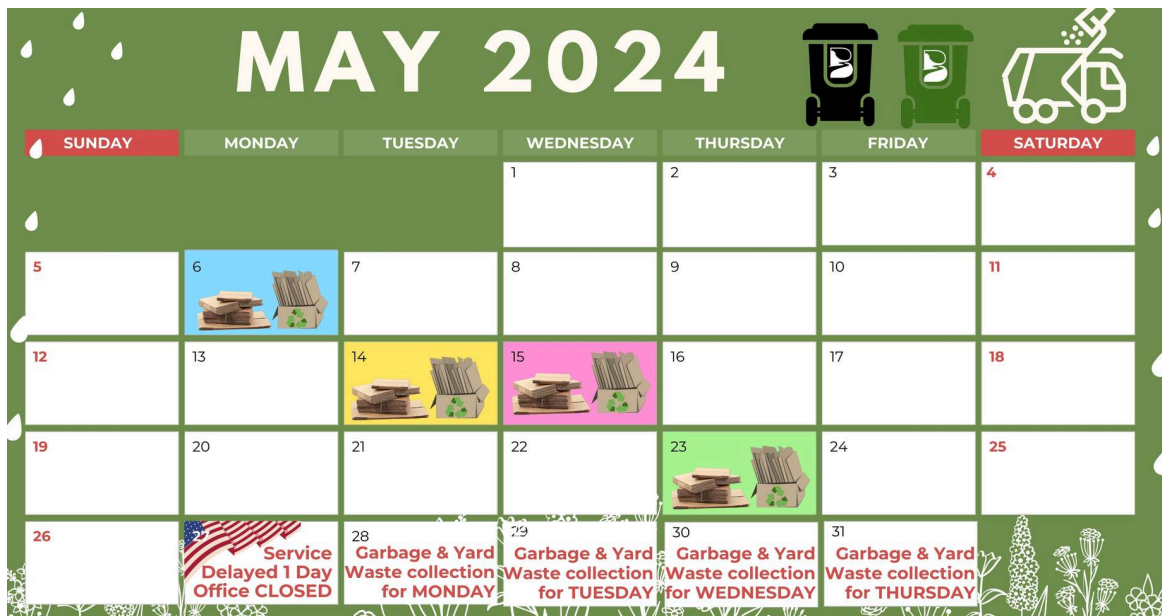 MAY 2024
SUNDAY MONDAY TUESDAY WEDNESDAY THURSDAY FRIDAY SATURDAY
1 2 3 4
5 6 7 8 9 10 11
12 13 14 15 16 17 18
19 20 21 22 23 24 25
26
27
Service
Delayed 1 Day
Office CLOSED
28
Garbage & Yard
Waste collection
for MONDAY
29
Garbage & Yard
Waste collection
for TUESDAY
30
Garbage & Yard
Waste collection
for WEDNESDAY
31
Garbage & Yard
Waste collection
for THURSDAY